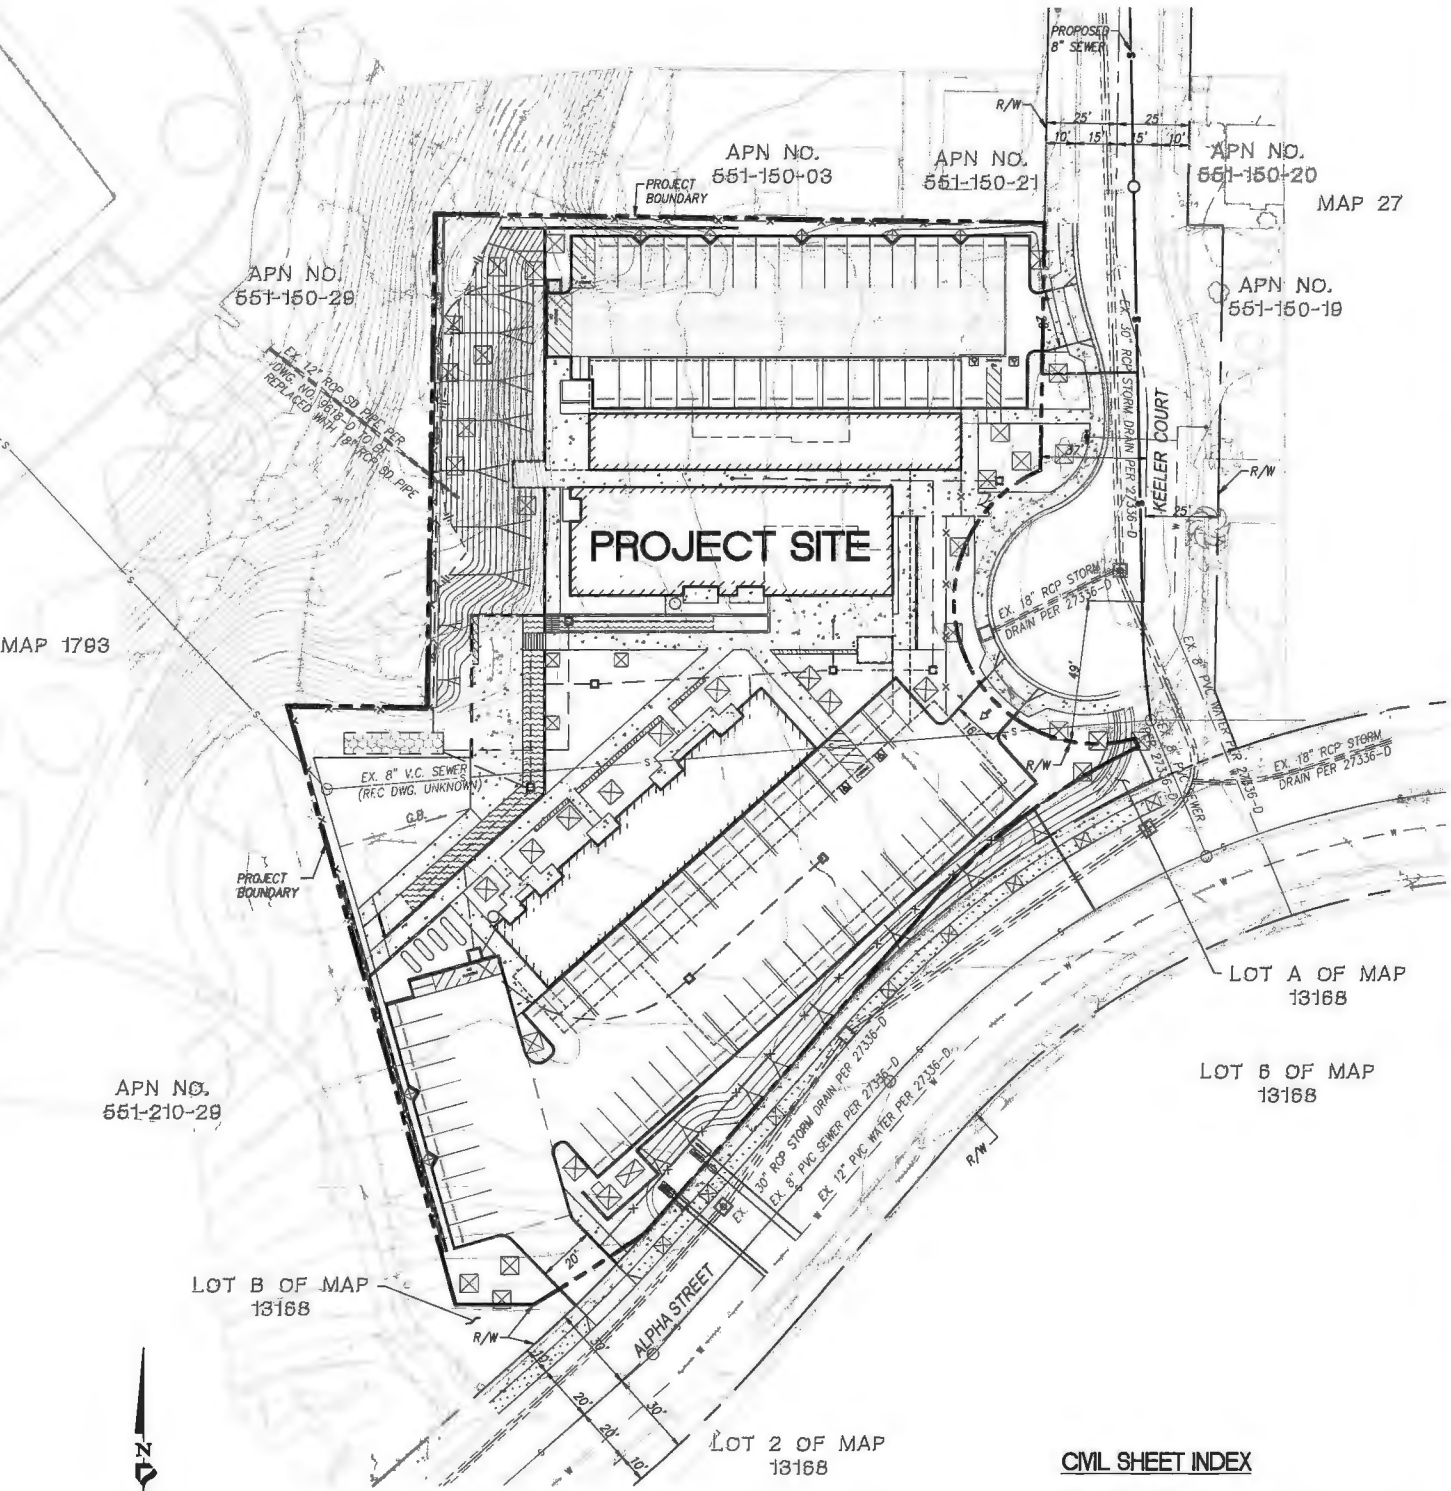 PROPOSED
8" SEWER
R/W
25'
25'
10'
15'
15'
10'
APN NO.
551-150-03
APN NO.
551-150-21
APN NO.
551-150-20
MAP 27
PROJECT
BOUNDARY
APN NO.
551-150-29
APN NO.
551-150-19
EX. 12" RCP SD PIPE PER
REPLACED WITH 18" RCP SD. PIPE
EX. 30" RCP STORM DRAIN PER 27336-D
KEELER COURT
37'
R/W
25'
PROJECT SITE
EX. 18" RCP STORM
DRAIN PER 27336-D
MAP 1793
49'
EX. 8" PVC WATER PER 27336-D
16'
R/W
EX. 8" PVC SEWER
PER 27336-D
EX. 18" RCP STORM
DRAIN PER 27336-D
EX. 8" V.C. SEWER
(REC DWG. UNKNOWN)
G.B.
PROJECT
BOUNDARY
LOT A OF MAP
13168
LOT 6 OF MAP
13168
APN NO.
551-210-29
EX. 30" RCP STORM DRAIN PER 27336-D
EX. 8" PVC SEWER PER 27336-D
EX. 12" PVC WATER PER 27336-D
R/W
20'
LOT B OF MAP
13168
R/W
ALPHA STREET
10'
20'
30'
20'
10'
LOT 2 OF MAP
13168
N
CIVIL SHEET INDEX